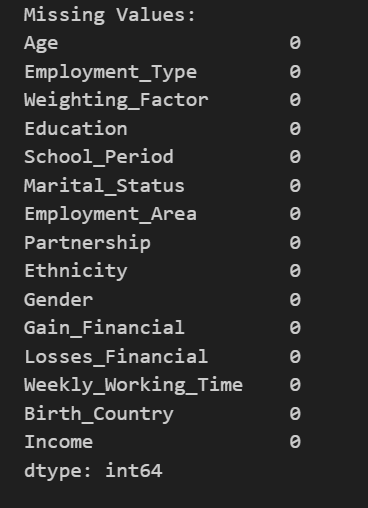 Missing Values:
Age 0
Employment_Type 0
Weighting_Factor 0
Education 0
School_Period 0
Marital_Status 0
Employment_Area 0
Partnership 0
Ethnicity 0
Gender 0
Gain_Financial 0
Losses_Financial 0
Weekly_Working_Time 0
Birth_Country 0
Income 0
dtype: int64